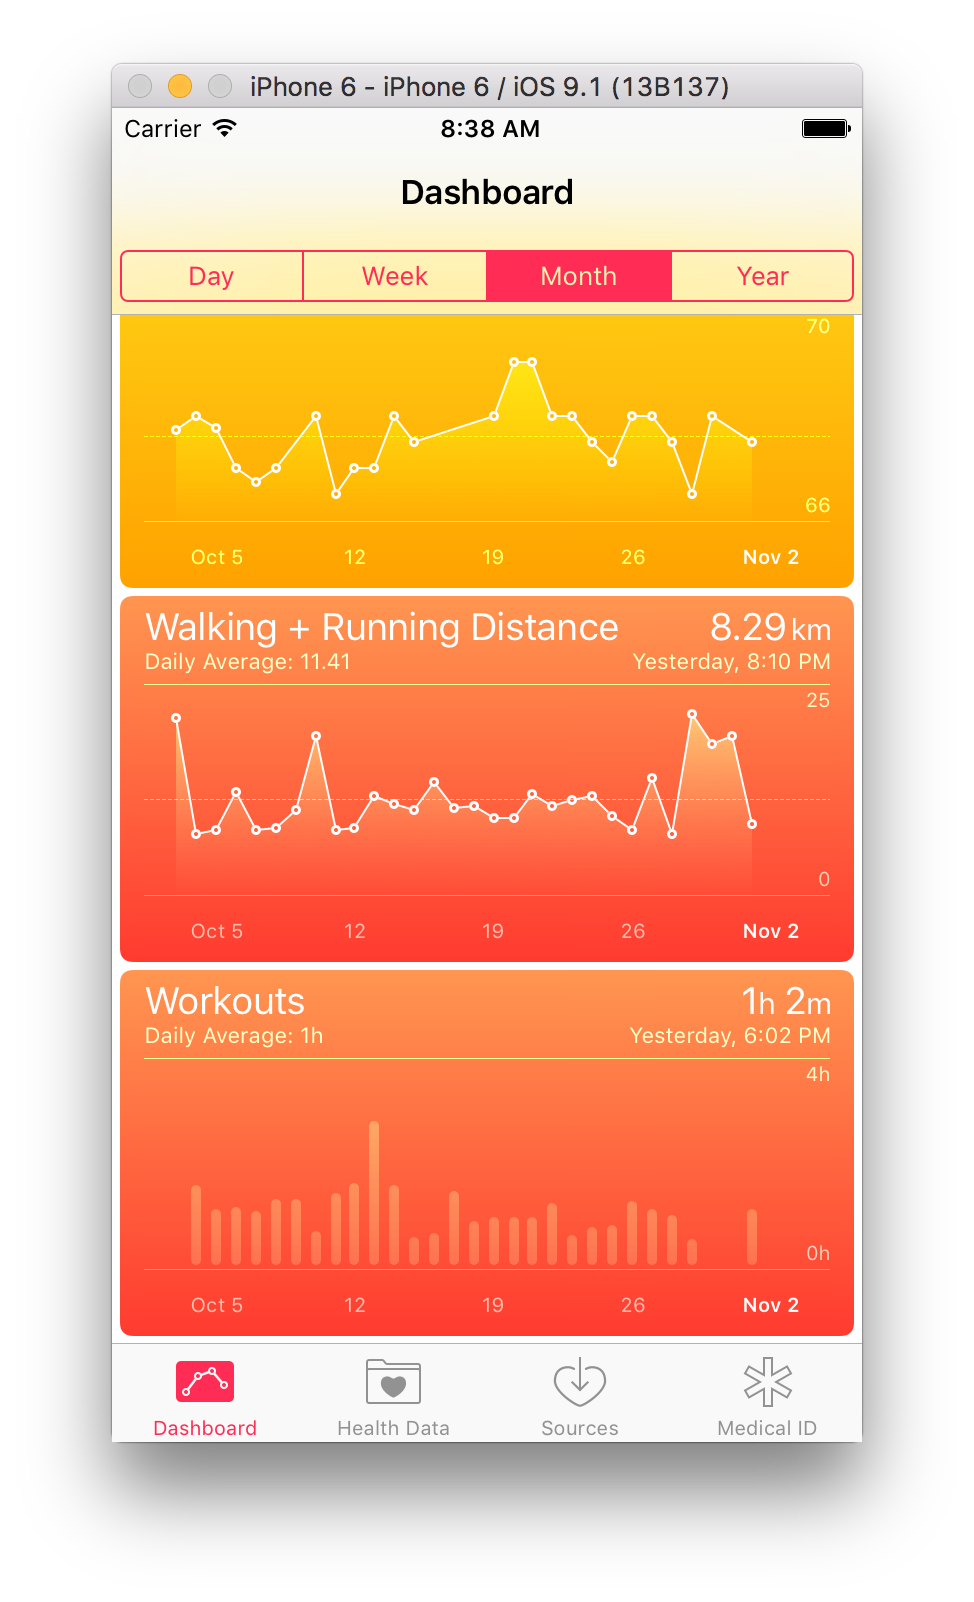 iPhone 6 - iPhone 6 / iOS 9.1 (13B137)
Carrier 8:38 AM
Dashboard
Day Week Month Year
70
66
Oct 5 12 19 26 Nov 2
Walking + Running Distance 8.29 km
Daily Average: 11.41 Yesterday, 8:10 PM
25
0
Oct 5 12 19 26 Nov 2
Workouts 1h 2m
Daily Average: 1h Yesterday, 6:02 PM
4h
0h
Oct 5 12 19 26 Nov 2
Dashboard Health Data Sources Medical ID